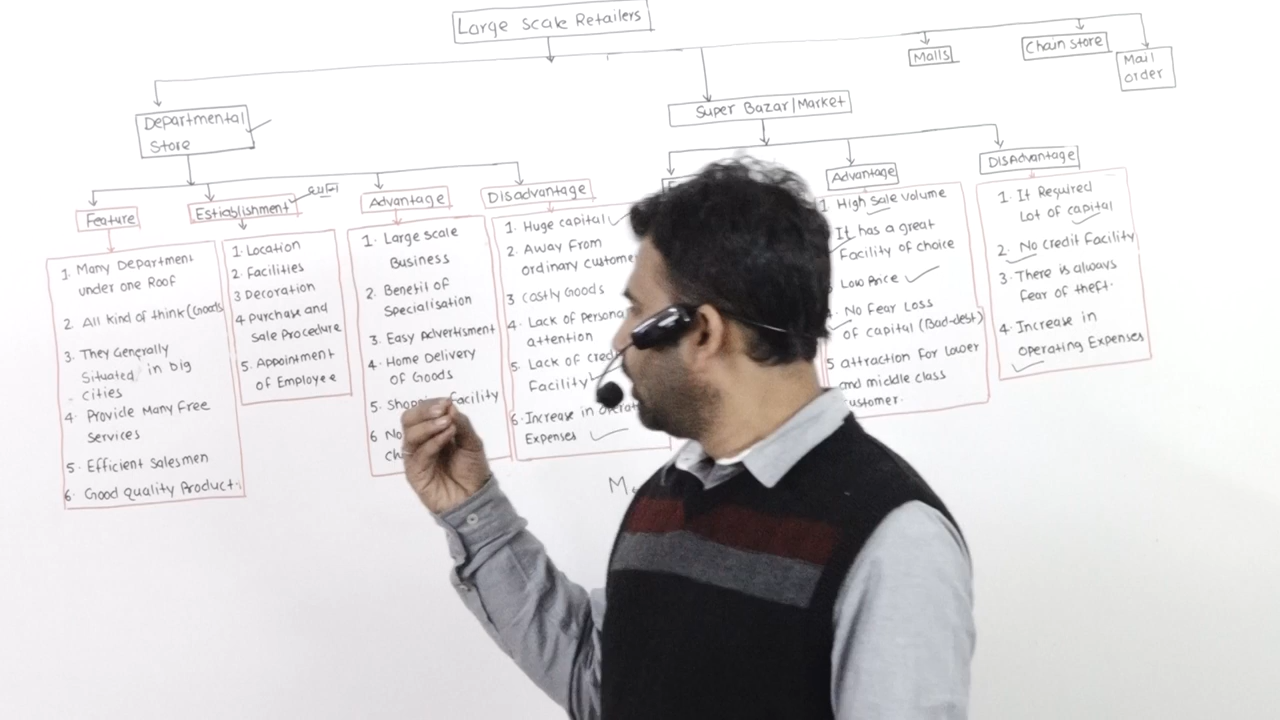 Large Scale Retailers
Malls
Chain Store
Mail
order
Departmental
Store
Super Bazar/Market
Feature
Estiablishment
Advantage
Disadvantage
Advantage
DISAdvantage
1. Many Department
under one Roof
2. All kind of think (Goods
3. They Generally
Situated in big
cities
4. Provide Many Free
Services
5. Efficient Salesmen
6. Good quality Product.
1. Location
2. Facilities
3 Decoration
4 Purchase and
sale Procedure
5. Appointment
of Employee
1. Large Scale
Business
2. Benefit of
Specialisation
3. Easy Advertisment
4. Home Delivery
of Goods
5. Facility
6 No
1. Huge capital
2. Away From
ordinary
3 costly Goods
4. Lack of
attention
5. Lack of
Facility
6. Increase in
Expenses
1 High sale volume
It has a great
Facility of choice
Low Price
No Fear Loss
of capital (Bad-dest)
5 attraction for lower
and middle class
1. It Required
Lot of capital
2. No credit Facility
3. There is always
fear of theft.
4. Increase in
operating Expenses
M